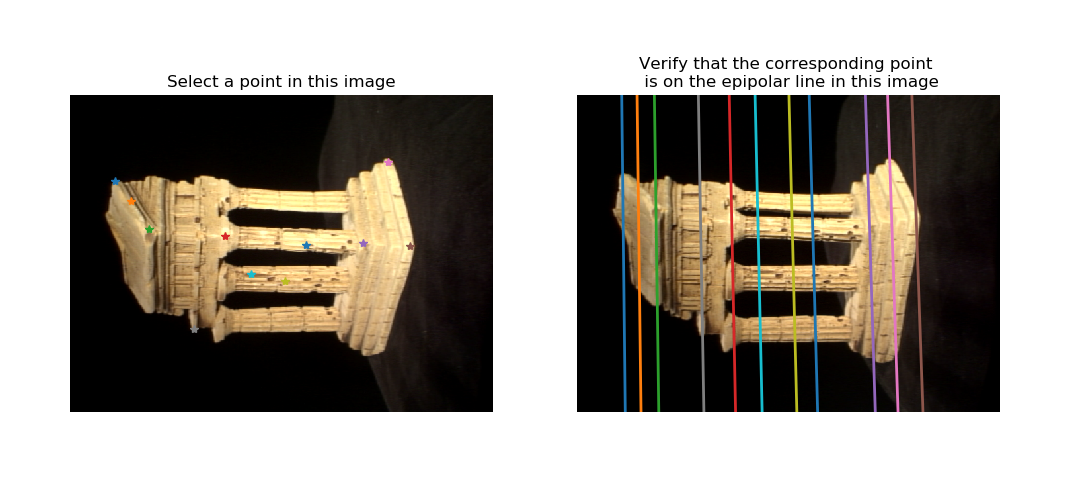 Select a point in this image
Verify that the corresponding point
is on the epipolar line in this image